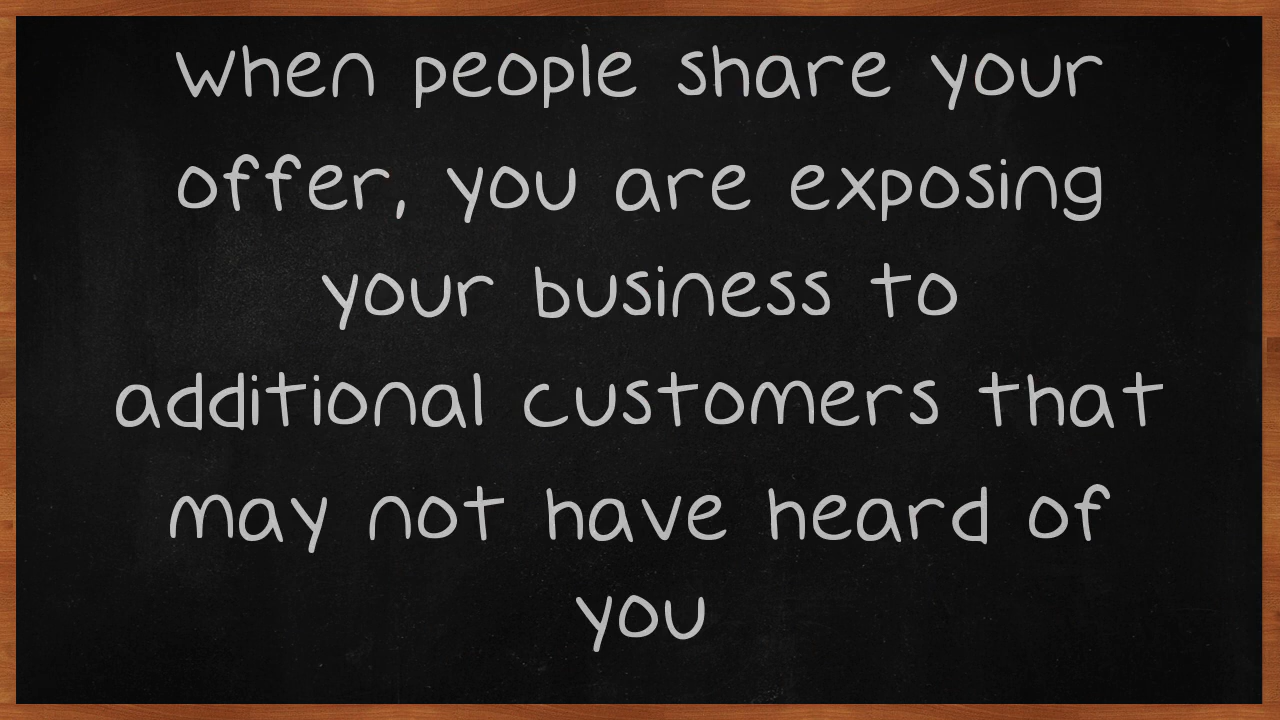 When people share your
offer, you are exposing
your business to
additional customers that
may not have heard of
you